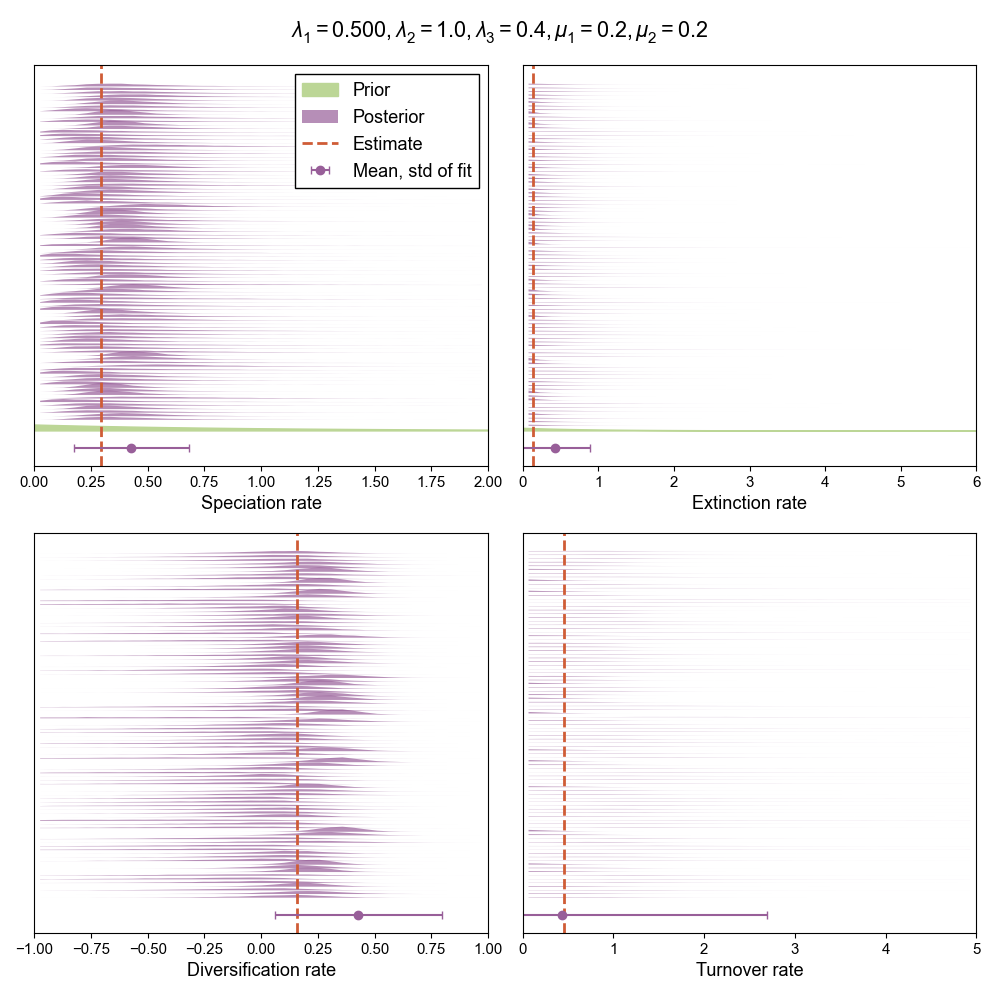 λ₁ = 0.500, λ₂ = 1.0, λ₃ = 0.4, μ₁ = 0.2, μ₂ = 0.2
Prior
Posterior
Estimate
Mean, std of fit
0.00 0.25 0.50 0.75 1.00 1.25 1.50 1.75 2.00
Speciation rate
0 1 2 3 4 5 6
Extinction rate
−1.00 −0.75 −0.50 −0.25 0.00 0.25 0.50 0.75 1.00
Diversification rate
0 1 2 3 4 5
Turnover rate